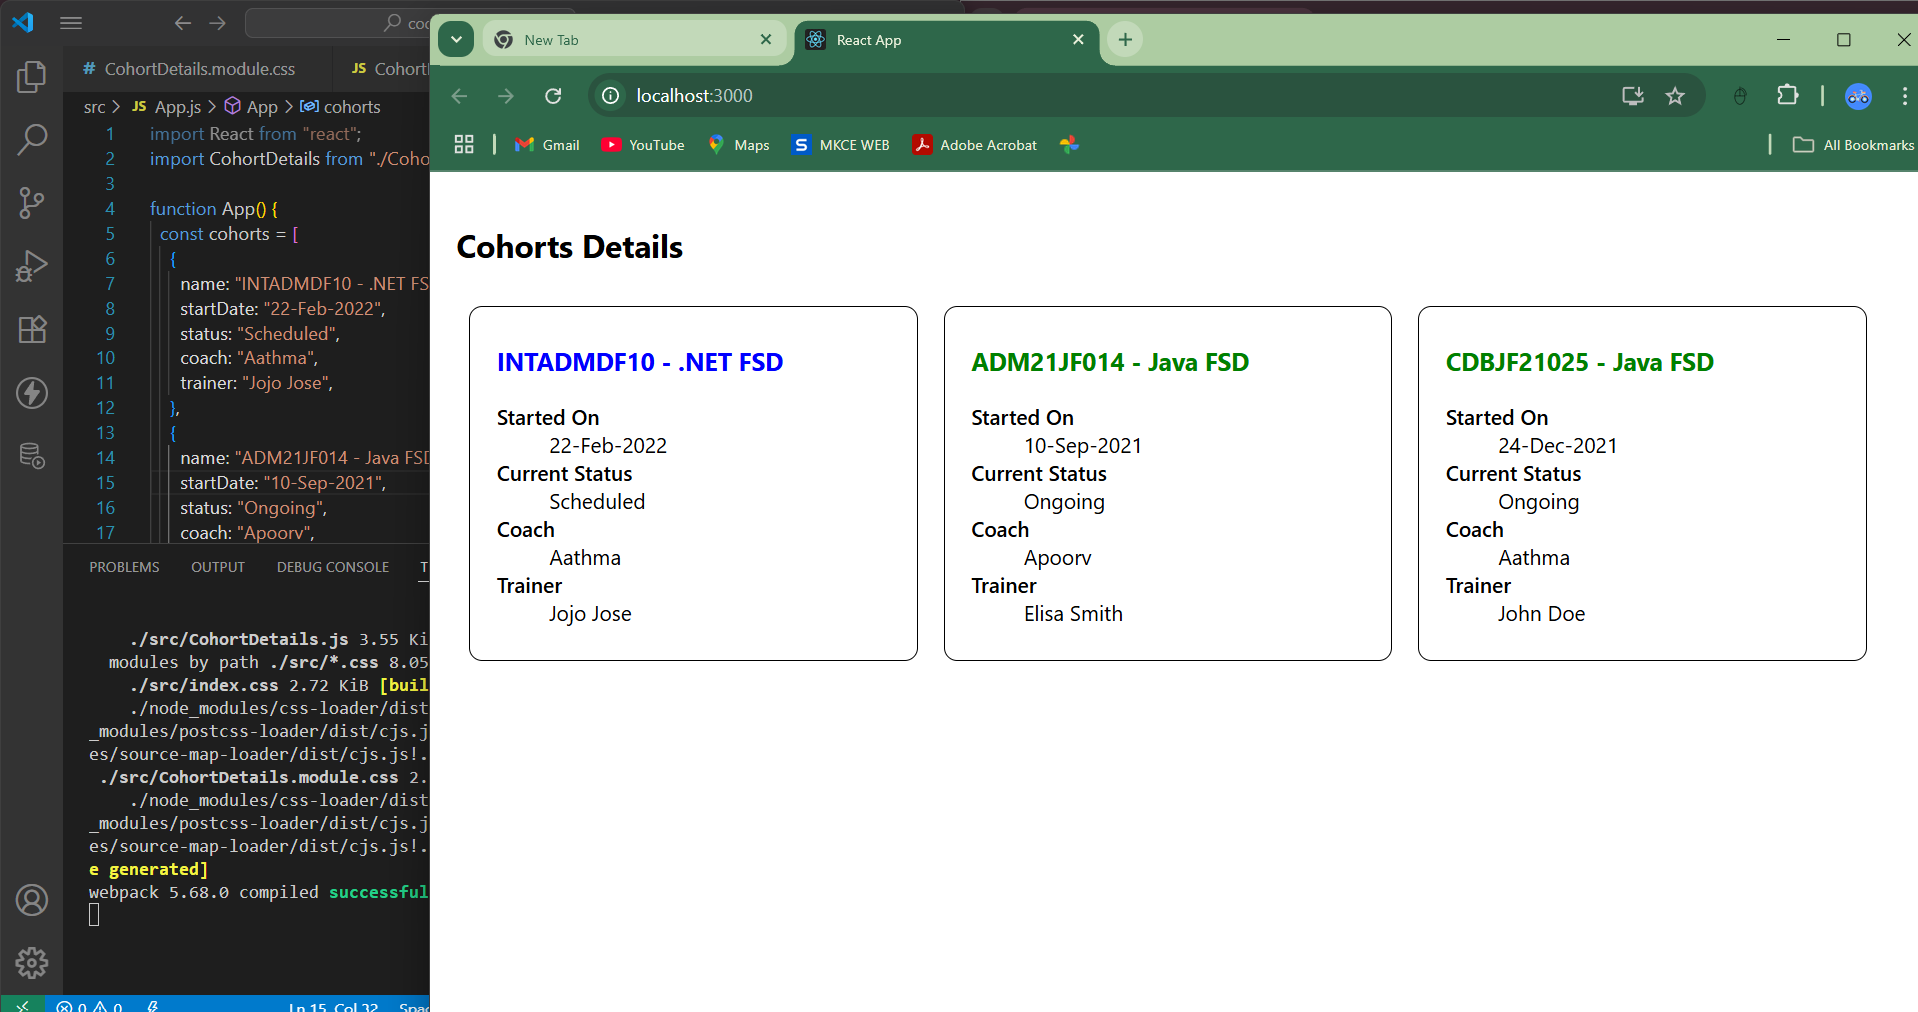 coc
# CohortDetails.module.css
JS Cohort
src > JS App.js > App > cohorts
1 import React from "react";
2 import CohortDetails from "./Coho
3
4 function App() {
5 const cohorts = [
6 {
7 name: "INTADMDF10 - .NET FS
8 startDate: "22-Feb-2022",
9 status: "Scheduled",
10 coach: "Aathma",
11 trainer: "Jojo Jose",
12 },
13 {
14 name: "ADM21JF014 - Java FSD
15 startDate: "10-Sep-2021",
16 status: "Ongoing",
17 coach: "Apoorv",
PROBLEMS OUTPUT DEBUG CONSOLE T
./src/CohortDetails.js 3.55 Ki
modules by path ./src/*.css 8.05
./src/index.css 2.72 KiB [buil
./node_modules/css-loader/dist
_modules/postcss-loader/dist/cjs.j
es/source-map-loader/dist/cjs.js!.
./src/CohortDetails.module.css 2.
./node_modules/css-loader/dist
_modules/postcss-loader/dist/cjs.j
es/source-map-loader/dist/cjs.js!.
e generated]
webpack 5.68.0 compiled successful
0 0
Ln 15, Col 32 Spac
New Tab
React App
localhost:3000
Gmail
YouTube
Maps
S MKCE WEB
Adobe Acrobat
All Bookmarks
Cohorts Details
INTADMDF10 - .NET FSD
Started On
22-Feb-2022
Current Status
Scheduled
Coach
Aathma
Trainer
Jojo Jose
ADM21JF014 - Java FSD
Started On
10-Sep-2021
Current Status
Ongoing
Coach
Apoorv
Trainer
Elisa Smith
CDBJF21025 - Java FSD
Started On
24-Dec-2021
Current Status
Ongoing
Coach
Aathma
Trainer
John Doe